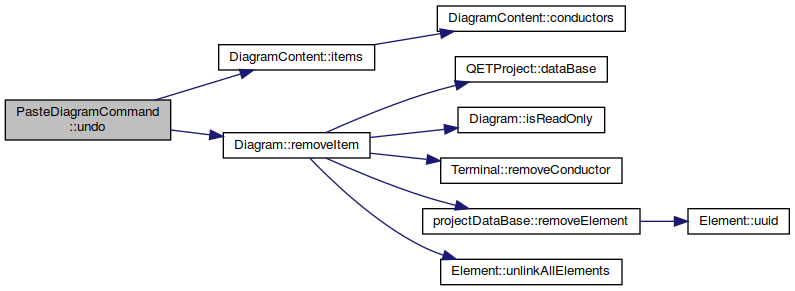 PasteDiagramCommand
::undo
DiagramContent::items
DiagramContent::conductors
Diagram::removeItem
QETProject::dataBase
Diagram::isReadOnly
Terminal::removeConductor
projectDataBase::removeElement
Element::uuid
Element::unlinkAllElements